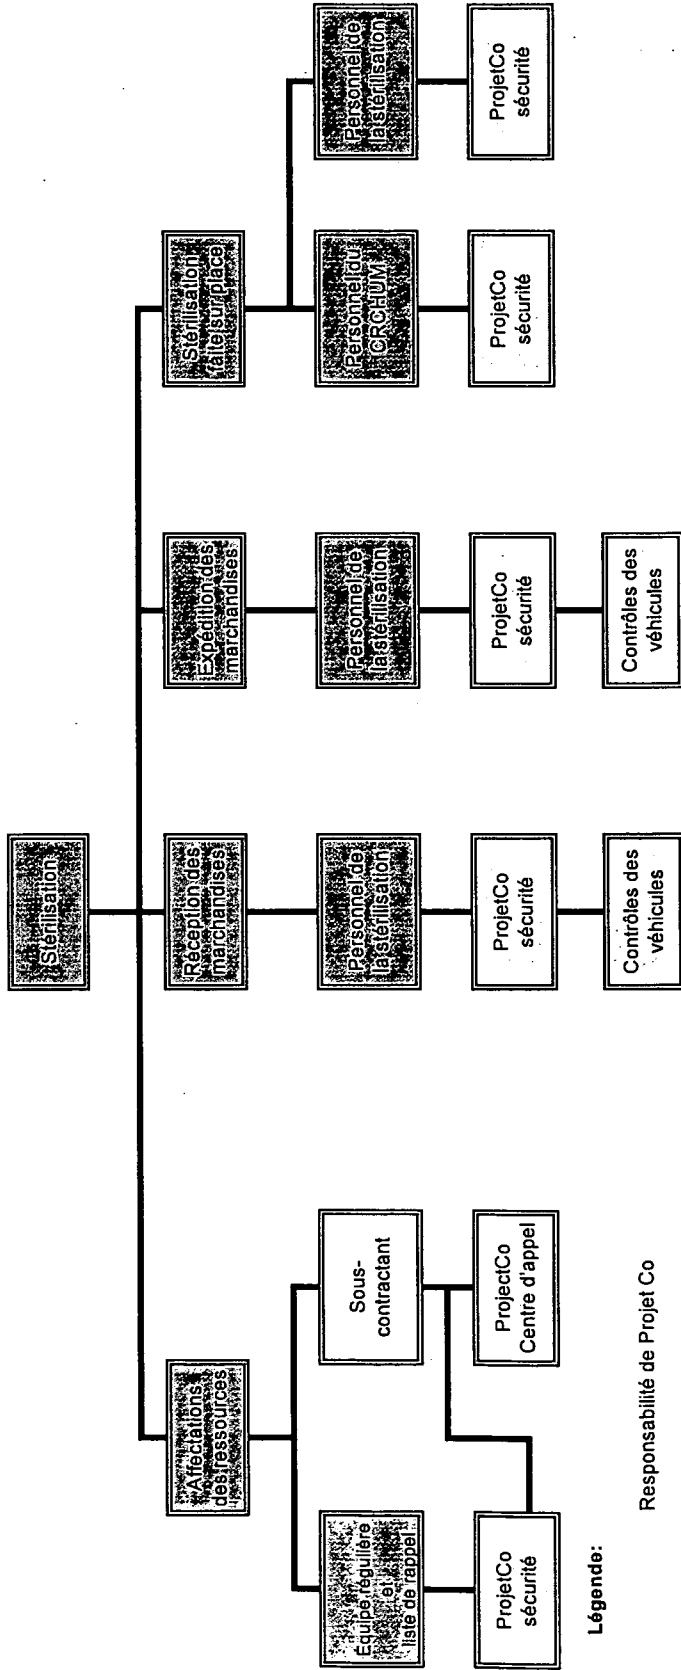 Stérilisation
Affectations
des ressources
Réception des
marchandises
Expédition des
marchandises
Stérilisation
faite sur place
Équipe régulière
et
liste de rappel
Sous-
contractant
Personnel de
la stérilisation
Personnel de
la stérilisation
Personnel du
CRCHUM
Personnel de
la stérilisation
ProjetCo
sécurité
ProjectCo
Centre d'appel
ProjetCo
sécurité
ProjetCo
sécurité
ProjetCo
sécurité
ProjetCo
sécurité
Contrôles des
véhicules
Contrôles des
véhicules
Légende:
Responsabilité de Projet Co